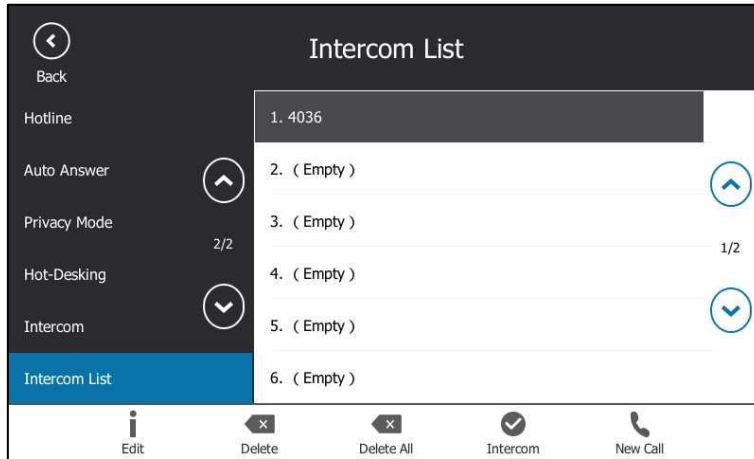 Intercom List
Back
Hotline
Auto Answer
Privacy Mode
Hot-Desking
Intercom
Intercom List
2/2
1. 4036
2. ( Empty )
3. ( Empty )
4. ( Empty )
5. ( Empty )
6. ( Empty )
1/2
Edit
Delete
Delete All
Intercom
New Call